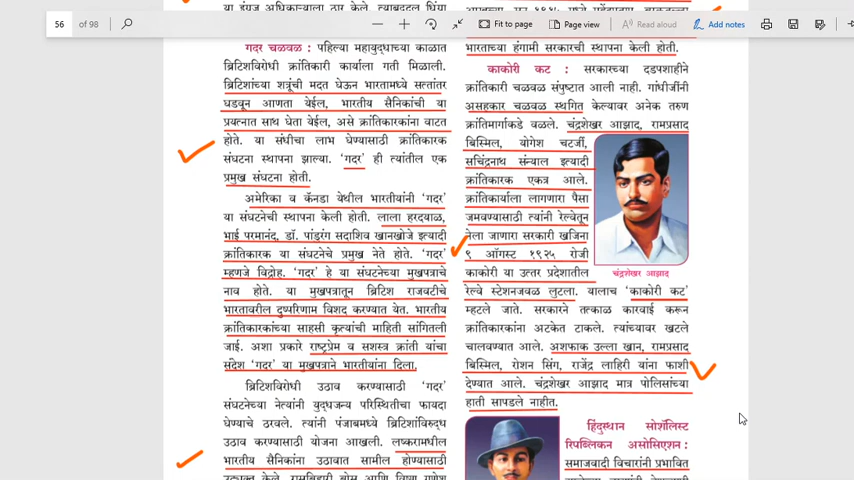 56 of 98
Fit to page
Page view
Read aloud
Add notes
या इंग्रज अधिकाऱ्याला ठार केले. त्याबद्दल धिंग्रा
गदर चळवळ : पहिल्या महायुद्धाच्या काळात
ब्रिटिशविरोधी क्रांतिकारी कार्याला गती मिळाली.
ब्रिटिशांच्या शत्रूंची मदत घेऊन भारतामध्ये सत्तांतर
घडवून आणता येईल, भारतीय सैनिकांची या
प्रयत्नात साथ घेता येईल, असे क्रांतिकारकांना वाटत
होते. या संधीचा लाभ घेण्यासाठी क्रांतिकारक
संघटना स्थापना झाल्या. ‘गदर’ ही त्यांतील एक
प्रमुख संघटना होती.
अमेरिका व कॅनडा येथील भारतीयांनी ‘गदर’
या संघटनेची स्थापना केली होती. लाला हरदयाळ,
भाई परमानंद, डॉ. पांडुरंग सदाशिव खानखोजे इत्यादी
क्रांतिकारक या संघटनेचे प्रमुख नेते होते. ‘गदर’
म्हणजे विद्रोह. ‘गदर’ हे या संघटनेच्या मुखपत्राचे
नाव होते. या मुखपत्रातून ब्रिटिश राजवटीचे
भारतावरील दुष्परिणाम विशद करण्यात येत. भारतीय
क्रांतिकारकांच्या साहसी कृत्यांची माहिती सांगितली
जाई. अशा प्रकारे राष्ट्रप्रेम व सशस्त्र क्रांती यांचा
संदेश ‘गदर’ या मुखपत्राने भारतीयांना दिला.
ब्रिटिशविरोधी उठाव करण्यासाठी ‘गदर’
संघटनेच्या नेत्यांनी युद्धजन्य परिस्थितीचा फायदा
घेण्याचे ठरवले. त्यांनी पंजाबमध्ये ब्रिटिशांविरुद्ध
उठाव करण्यासाठी योजना आखली. लष्करामधील
भारतीय सैनिकांना उठावात सामील होण्यासाठी
भारताच्या हंगामी सरकारची स्थापना केली होती.
काकोरी कट : सरकारच्या दडपशाहीने
क्रांतिकारी चळवळ संपुष्टात आली नाही. गांधीजींनी
असहकार चळवळ स्थगित केल्यावर अनेक तरुण
क्रांतिमार्गाकडे वळले. चंद्रशेखर आझाद, रामप्रसाद
बिस्मिल, योगेश चटर्जी,
सचिंद्रनाथ संन्याल इत्यादी
क्रांतिकारक एकत्र आले.
क्रांतिकार्याला लागणारा पैसा
जमवण्यासाठी त्यांनी रेल्वेतून
नेला जाणारा सरकारी खजिना
९ ऑगस्ट १९२५ रोजी
काकोरी या उत्तर प्रदेशातील
रेल्वे स्टेशनजवळ लुटला. यालाच ‘काकोरी कट’
म्हटले जाते. सरकारने तत्काळ कारवाई करून
क्रांतिकारकांना अटकेत टाकले. त्यांच्यावर खटले
चालवण्यात आले. अशफाक उल्ला खान, रामप्रसाद
बिस्मिल, रोशन सिंग, राजेंद्र लाहिरी यांना फाशी
देण्यात आले. चंद्रशेखर आझाद मात्र पोलिसांच्या
हाती सापडले नाहीत.
चंद्रशेखर आझाद
हिंदुस्थान सोशॅलिस्ट
रिपब्लिकन असोसिएशन :
समाजवादी विचारांनी प्रभावित